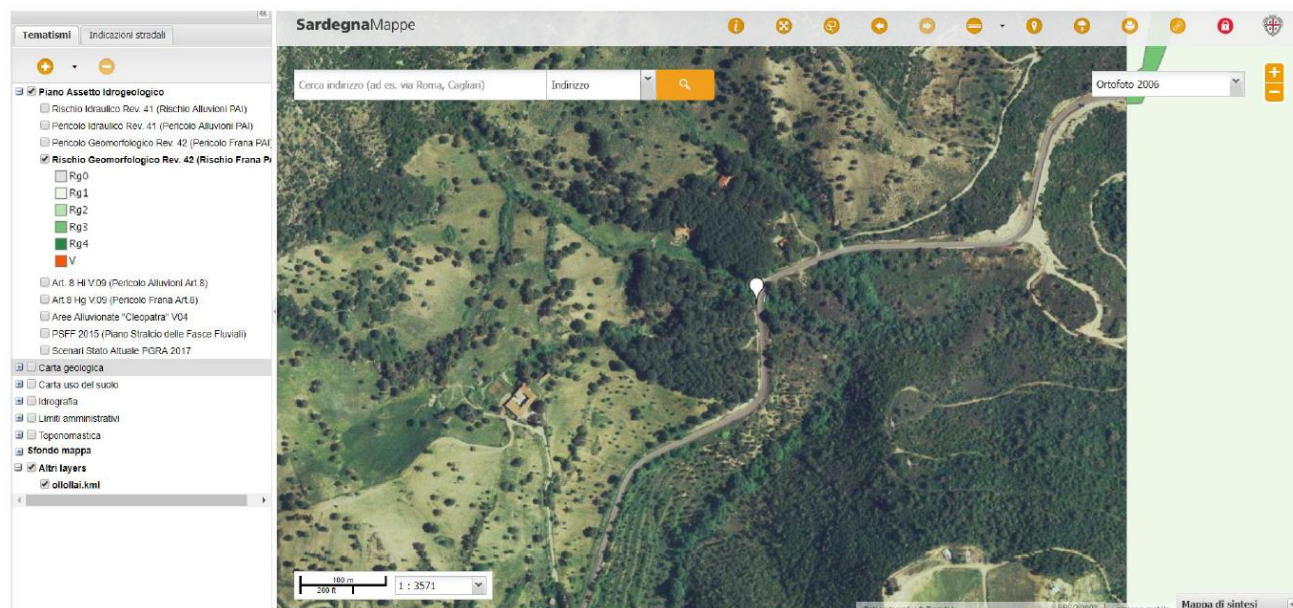 SardegnaMappe
Tematismi
Indicazioni stradali
Cerca indirizzo (ad es. via Roma, Cagliari)
Indirizzo
Ortofoto 2006
Piano Assetto Idrogeologico
Rischio Idraulico Rev. 41 (Rischio Alluvioni PAI)
Pericolo Idraulico Rev. 41 (Pericolo Alluvioni PAI)
Pericolo Geomorfologico Rev. 42 (Pericolo Frana PAI)
Rischio Geomorfologico Rev. 42 (Rischio Frana P
Rg0
Rg1
Rg2
Rg3
Rg4
V
Art. 8 Hi V.09 (Pericolo Alluvioni Art.8)
Art.8 Hg V.09 (Pericolo Frana Art.8)
Aree Alluvionate "Cleopatra" V04
PSFF 2015 (Piano Stralcio delle Fasce Fluviali)
Scenari Stato Attuale PGRA 2017
Carta geologica
Carta uso del suolo
Idrografia
Limiti amministrativi
Toponomastica
Sfondo mappa
Altri layers
ollollai.kml
100 m
200 ft
1 : 3571
Mappa di sintesi